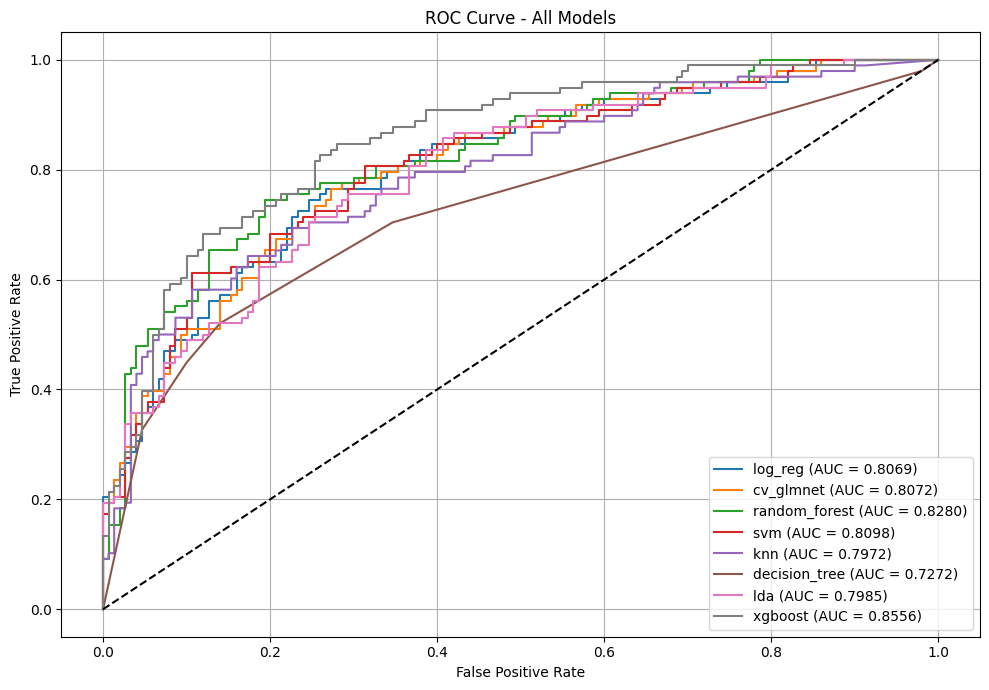 ROC Curve - All Models
True Positive Rate
1.0
0.8
0.6
0.4
0.2
0.0
0.0 0.2 0.4 0.6 0.8 1.0
False Positive Rate
log_reg (AUC = 0.8069)
cv_glmnet (AUC = 0.8072)
random_forest (AUC = 0.8280)
svm (AUC = 0.8098)
knn (AUC = 0.7972)
decision_tree (AUC = 0.7272)
lda (AUC = 0.7985)
xgboost (AUC = 0.8556)